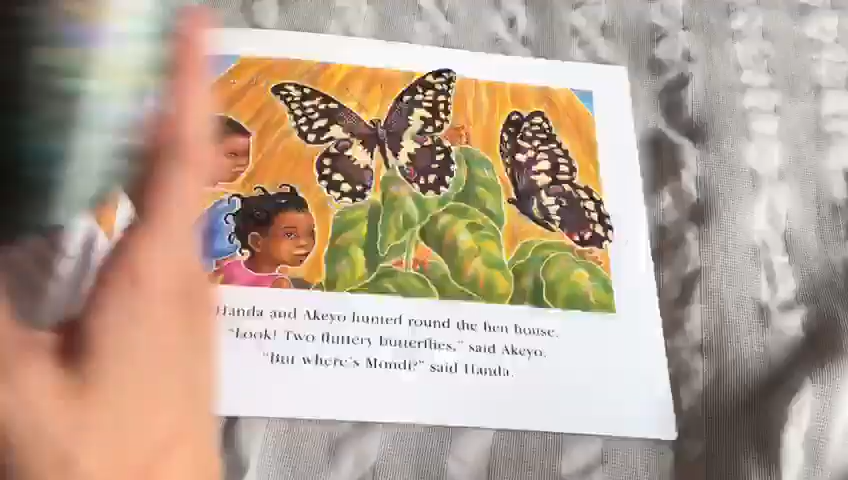 Handa and Akeyo hunted round the hen house.
"Look! Two fluttery butterflies," said Akeyo.
"But where's Mondi?" said Handa.